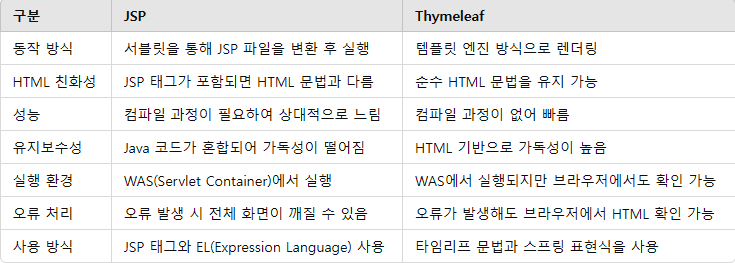 구분 JSP Thymeleaf
동작 방식 서블릿을 통해 JSP 파일을 변환 후 실행 템플릿 엔진 방식으로 렌더링
HTML 친화성 JSP 태그가 포함되면 HTML 문법과 다름 순수 HTML 문법을 유지 가능
성능 컴파일 과정이 필요하여 상대적으로 느림 컴파일 과정이 없어 빠름
유지보수성 Java 코드가 혼합되어 가독성이 떨어짐 HTML 기반으로 가독성이 높음
실행 환경 WAS(Servlet Container)에서 실행 WAS에서 실행되지만 브라우저에서도 확인 가능
오류 처리 오류 발생 시 전체 화면이 깨질 수 있음 오류가 발생해도 브라우저에서 HTML 확인 가능
사용 방식 JSP 태그와 EL(Expression Language) 사용 타임리프 문법과 스프링 표현식을 사용